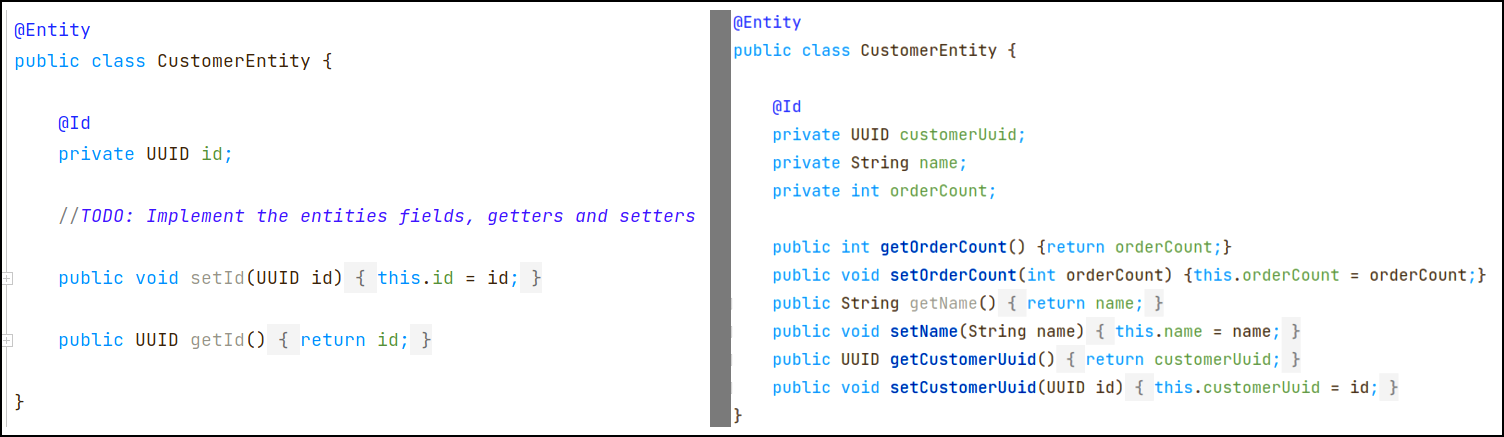 @Entity
public class CustomerEntity {
@Id
private UUID id;
//TODO: Implement the entities fields, getters and setters
public void setId(UUID id) { this.id = id; }
public UUID getId() { return id; }
}
@Entity
public class CustomerEntity {
@Id
private UUID customerUuid;
private String name;
private int orderCount;
public int getOrderCount() {return orderCount;}
public void setOrderCount(int orderCount) {this.orderCount = orderCount;}
public String getName() { return name; }
public void setName(String name) { this.name = name; }
public UUID getCustomerUuid() { return customerUuid; }
public void setCustomerUuid(UUID id) { this.customerUuid = id; }
}